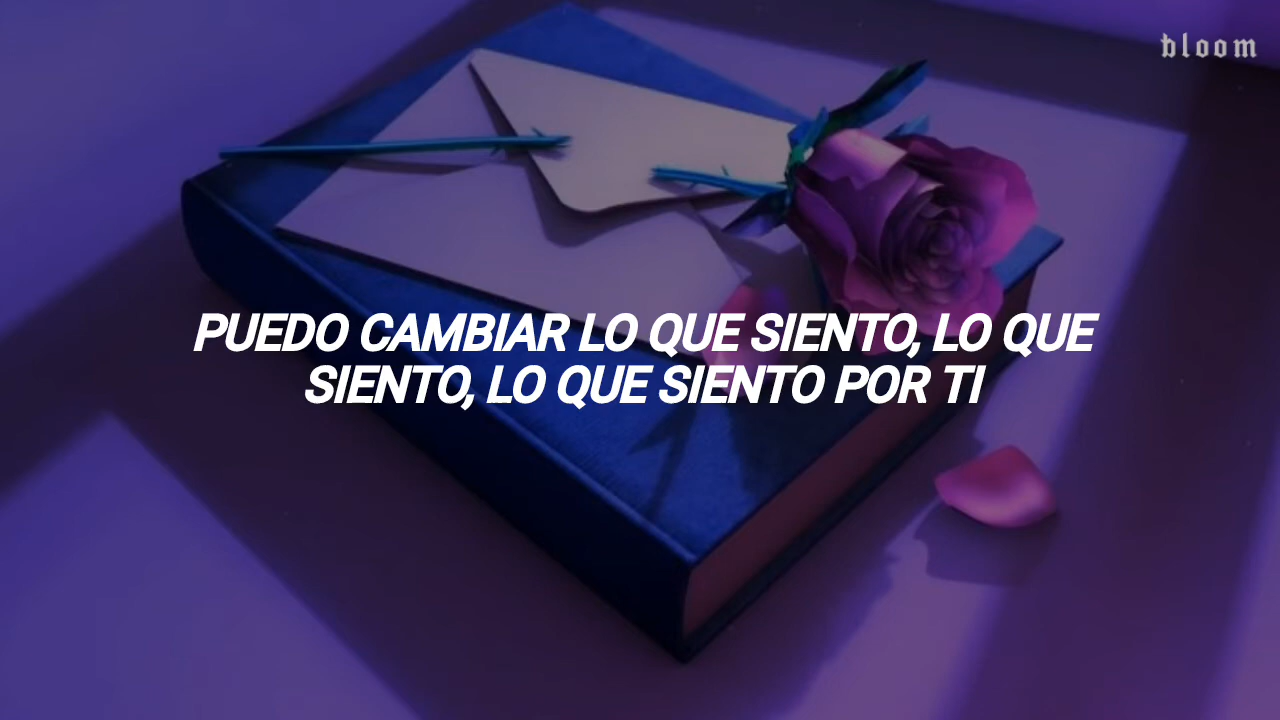 bloom
PUEDO CAMBIAR LO QUE SIENTO, LO QUE
SIENTO, LO QUE SIENTO POR TI